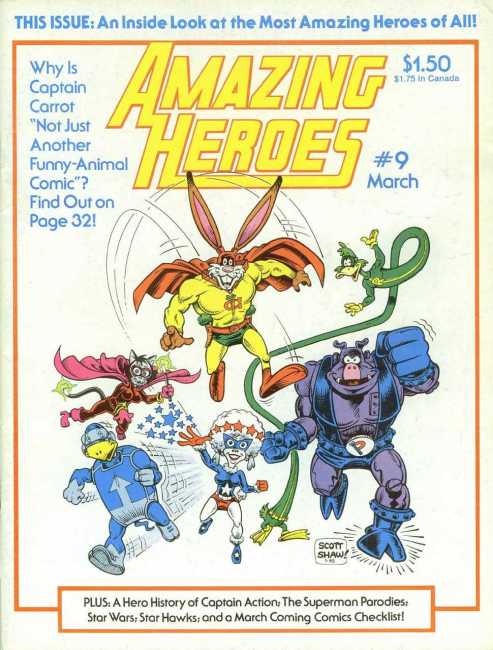 THIS ISSUE: An Inside Look at the Most Amazing Heroes of All!
Why Is
Captain
Carrot
"Not Just
Another
Funny-Animal
Comic"?
Find Out on
Page 32!
AMAZING
HEROES
$1.50
$1.75 in Canada
#9
March
P
SCOTT
SHAW!
PLUS: A Hero History of Captain Action; The Superman Parodies;
Star Wars; Star Hawks; and a March Coming Comics Checklist!